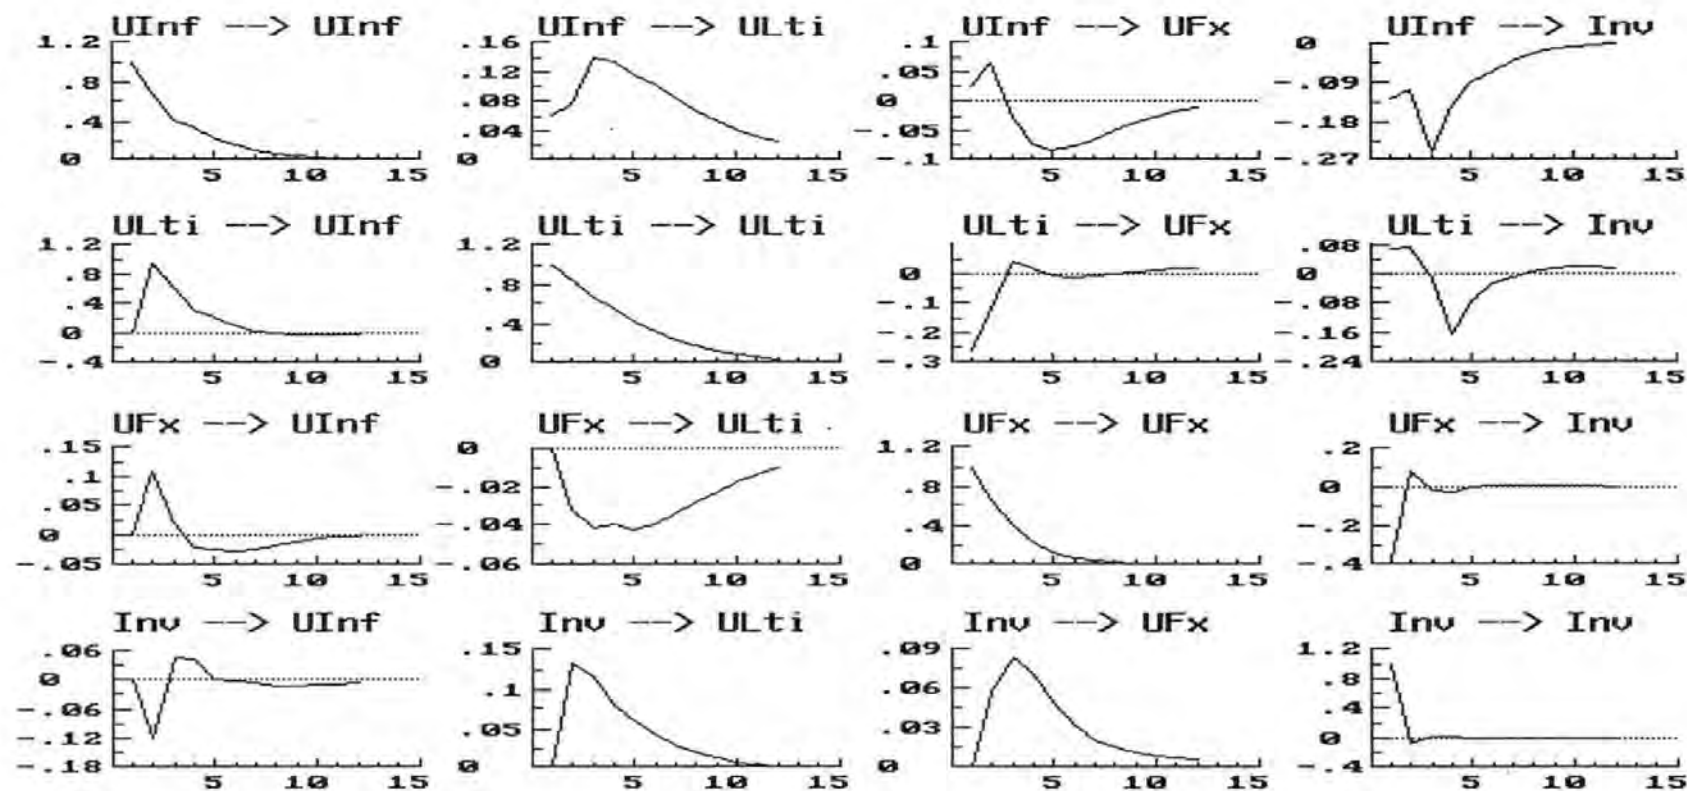 UInf --> UInf
1.2
.8
.4
0
5 10 15
UInf --> ULti
.16
.12
.08
.04
0
5 10 15
UInf --> UFx
.1
.05
0
-.05
-.1
5 10 15
UInf --> Inv
0
-.09
-.18
-.27
5 10 15
ULti --> UInf
1.2
.8
.4
0
-.4
5 10 15
ULti --> ULti
1.2
.8
.4
0
5 10 15
ULti --> UFx
0
-.1
-.2
-.3
5 10 15
ULti --> Inv
.08
0
-.08
-.16
-.24
5 10 15
UFx --> UInf
.15
.1
.05
0
-.05
5 10 15
UFx --> ULti
0
-.02
-.04
-.06
5 10 15
UFx --> UFx
1.2
.8
.4
0
5 10 15
UFx --> Inv
.2
0
-.2
-.4
5 10 15
Inv --> UInf
.06
0
-.06
-.12
-.18
5 10 15
Inv --> ULti
.15
.1
.05
0
5 10 15
Inv --> UFx
.09
.06
.03
0
5 10 15
Inv --> Inv
1.2
.8
.4
0
-.4
5 10 15